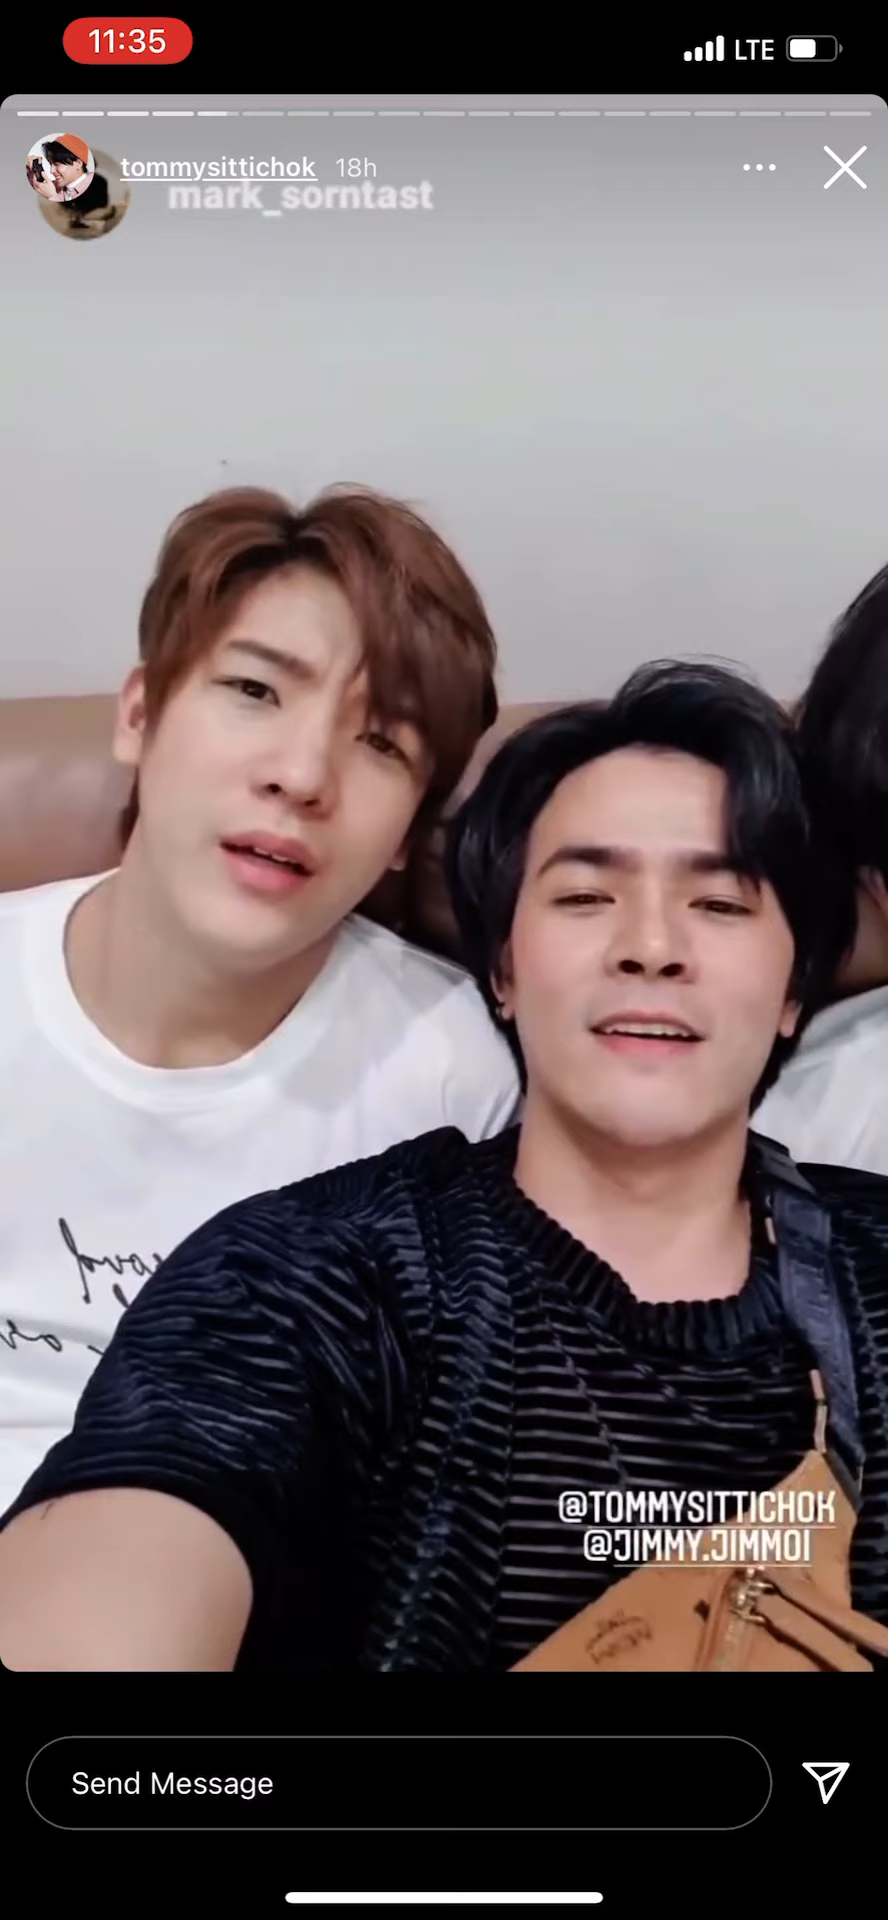 11:35
LTE
tommysittichok 18h
mark_sorntast
@TOMMYSITTICHOK
@JIMMY.JIMMOI
Send Message